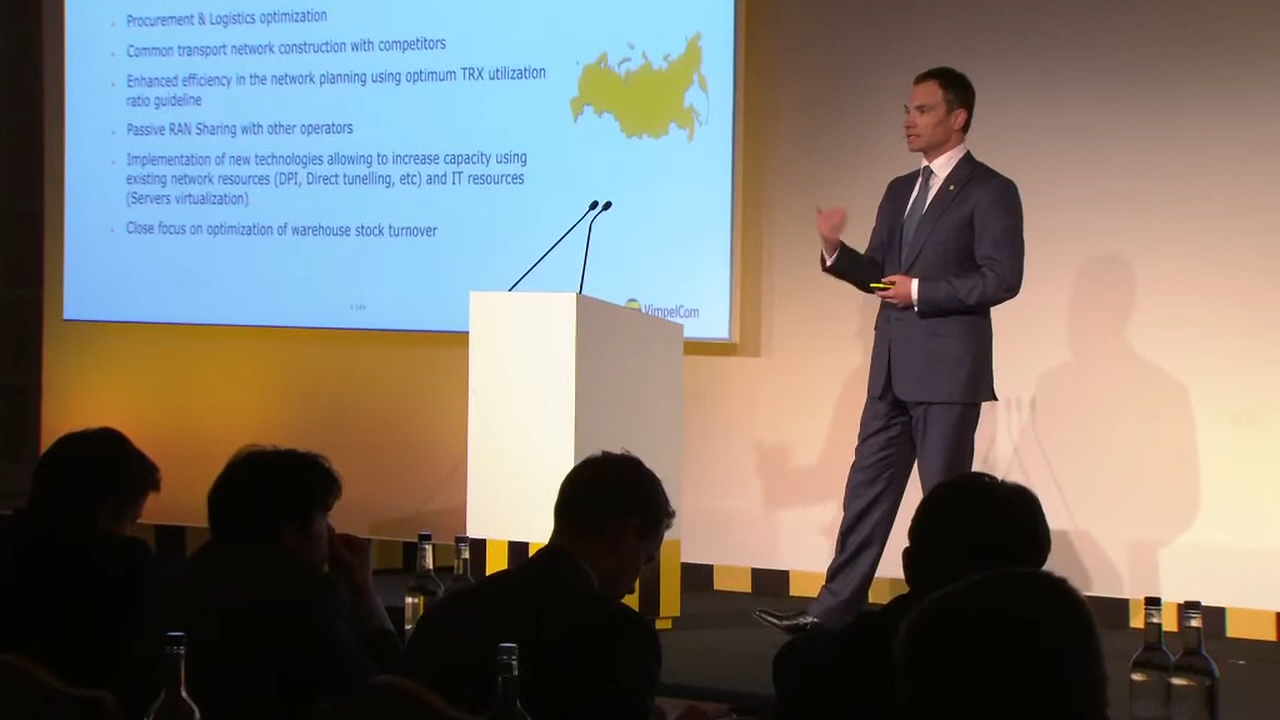 Procurement & Logistics optimization
Common transport network construction with competitors
Enhanced efficiency in the network planning using optimum TRX utilization
ratio guideline
Passive RAN Sharing with other operators
Implementation of new technologies allowing to increase capacity using
existing network resources (DPI, Direct tunelling, etc) and IT resources
(Servers virtualization)
Close focus on optimization of warehouse stock turnover
VimpelCom